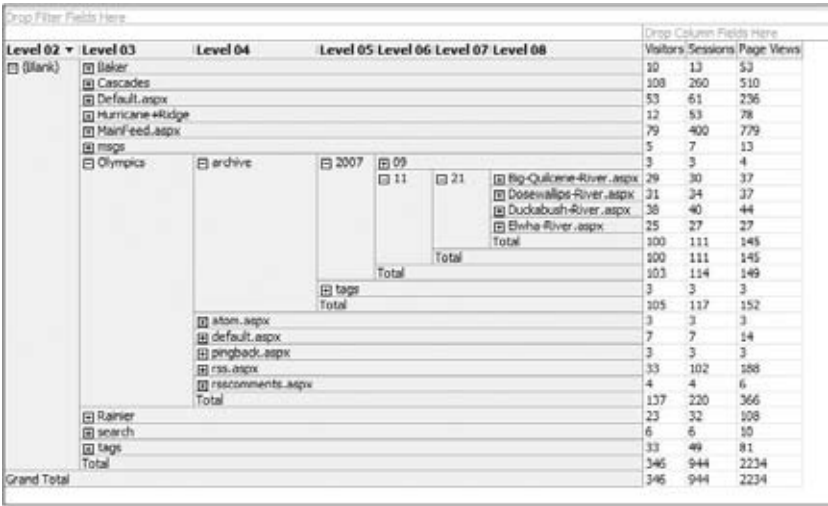 Drop Filter Fields Here
Drop Column Fields Here
Level 02 Level 03 Level 04 Level 05 Level 06 Level 07 Level 08 Visitors Sessions Page Views
(Blank) Baker 10 13 53
Cascades 108 260 510
Default.aspx 53 61 236
Hurricane+Ridge 12 53 78
MainFeed.aspx 79 400 779
msgs 5 7 13
Olympics archive 2007 09 3 3 4
11 21 Big-Quilcene-River.aspx 29 30 37
Dosewallips-River.aspx 31 34 37
Duckabush-River.aspx 38 40 44
Elwha-River.aspx 25 27 27
Total 100 111 145
Total 100 111 145
Total 103 114 149
tags 3 3 3
Total 105 117 152
atom.aspx 3 3 3
default.aspx 7 7 14
pingback.aspx 3 3 3
rss.aspx 33 102 188
rsscomments.aspx 4 4 6
Total 137 220 366
Rainier 23 32 108
search 6 6 10
tags 33 49 81
Total 346 944 2234
Grand Total 346 944 2234